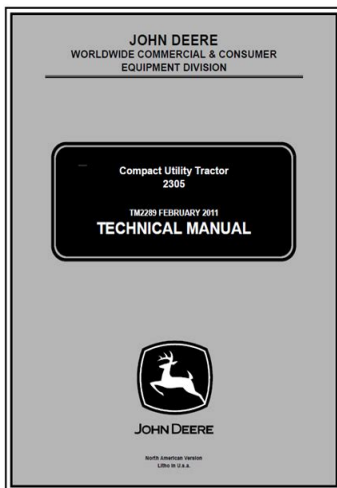 JOHN DEERE
WORLDWIDE COMMERCIAL & CONSUMER
EQUIPMENT DIVISION
Compact Utility Tractor
2305
TM2289 FEBRUARY 2011
TECHNICAL MANUAL
JOHN DEERE
North American Version
Litho in U.s.a.